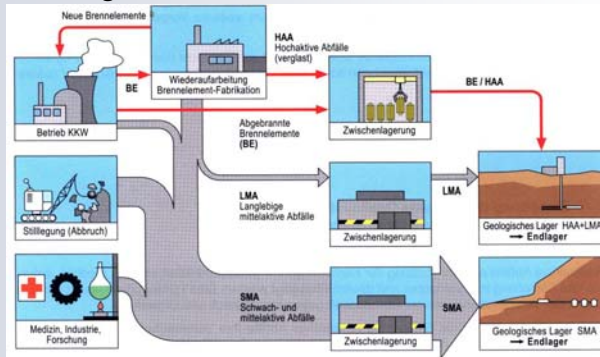 Neue Brennelemente
Wiederaufarbeitung
Brennelement-Fabrikation
HAA
Hochaktive Abfälle
(verglast)
BE
BE / HAA
Betrieb KKW
Abgebrannte
Brennelemente
(BE)
Zwischenlagerung
LMA
Langlebige
mittelaktive Abfälle
Zwischenlagerung
LMA
Geologisches Lager HAA+LMA
→ Endlager
Stilllegung (Abbruch)
Medizin, Industrie,
Forschung
SMA
Schwach- und
mittelaktive Abfälle
Zwischenlagerung
SMA
Geologisches Lager SMA
→ Endlager